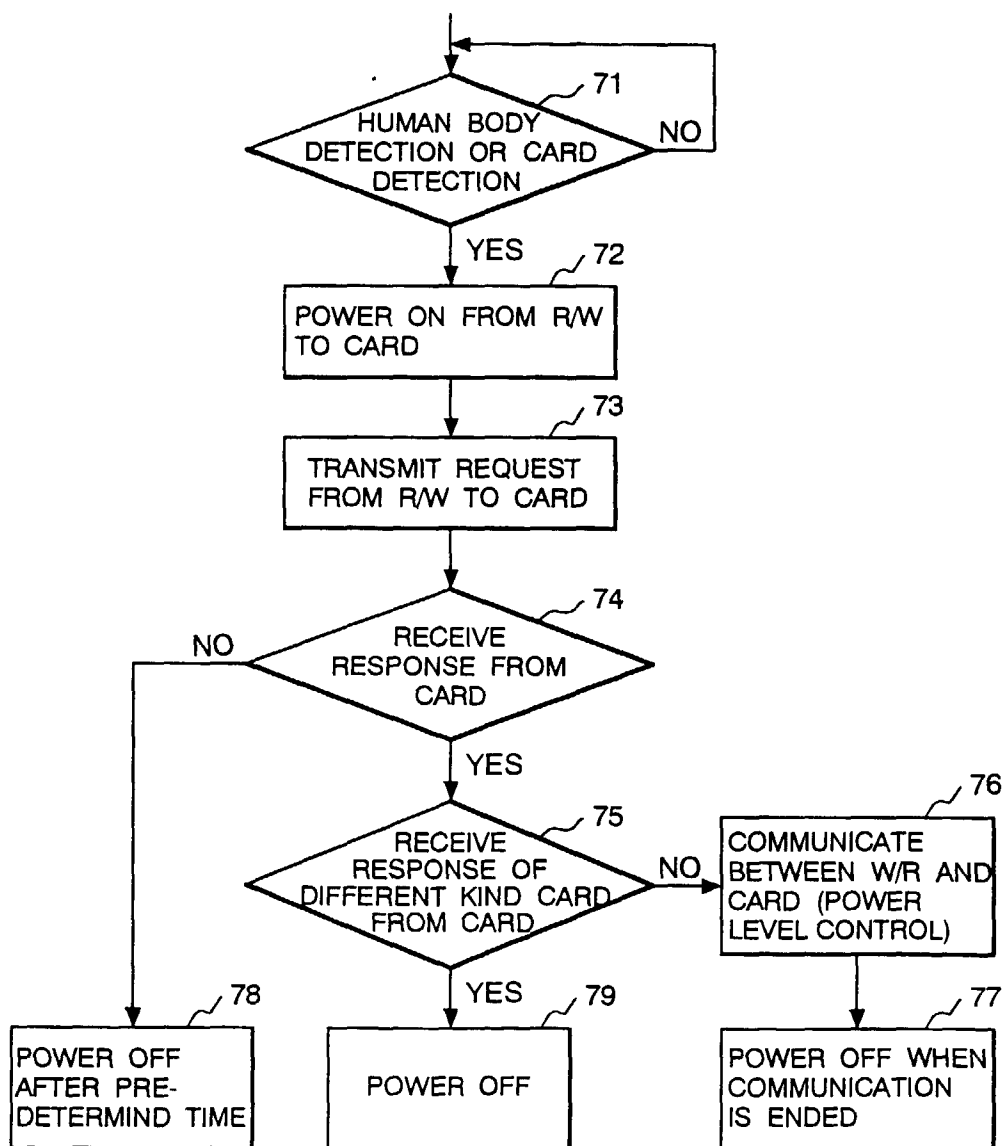 71
HUMAN BODY
DETECTION OR CARD
DETECTION
NO
YES
72
POWER ON FROM R/W
TO CARD
73
TRANSMIT REQUEST
FROM R/W TO CARD
74
NO
RECEIVE
RESPONSE FROM
CARD
YES
75
RECEIVE
RESPONSE OF
DIFFERENT KIND CARD
FROM CARD
NO
76
COMMUNICATE
BETWEEN W/R AND
CARD (POWER
LEVEL CONTROL)
YES
78
POWER OFF
AFTER PRE-
DETERMIND TIME
79
POWER OFF
77
POWER OFF WHEN
COMMUNICATION
IS ENDED